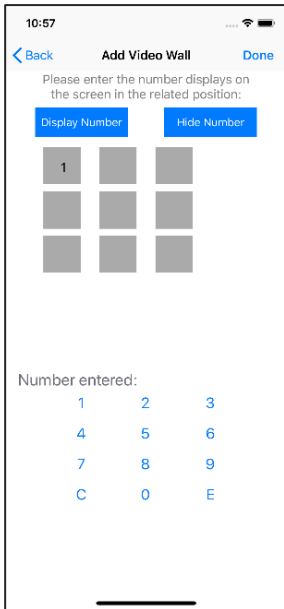 10:57
Back Add Video Wall Done
Please enter the number displays on
the screen in the related position:
Display Number Hide Number
1
Number entered:
1 2 3
4 5 6
7 8 9
C 0 E